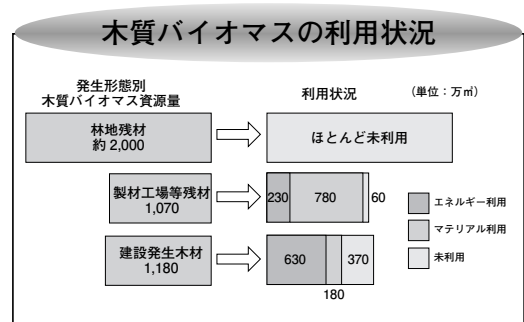 木質バイオマスの利用状況
発生形態別
木質バイオマス資源量
利用状況
(単位：万㎥)
林地残材
約 2,000
ほとんど未利用
製材工場等残材
1,070
230
780
60
建設発生木材
1,180
630
370
180
エネルギー利用
マテリアル利用
未利用